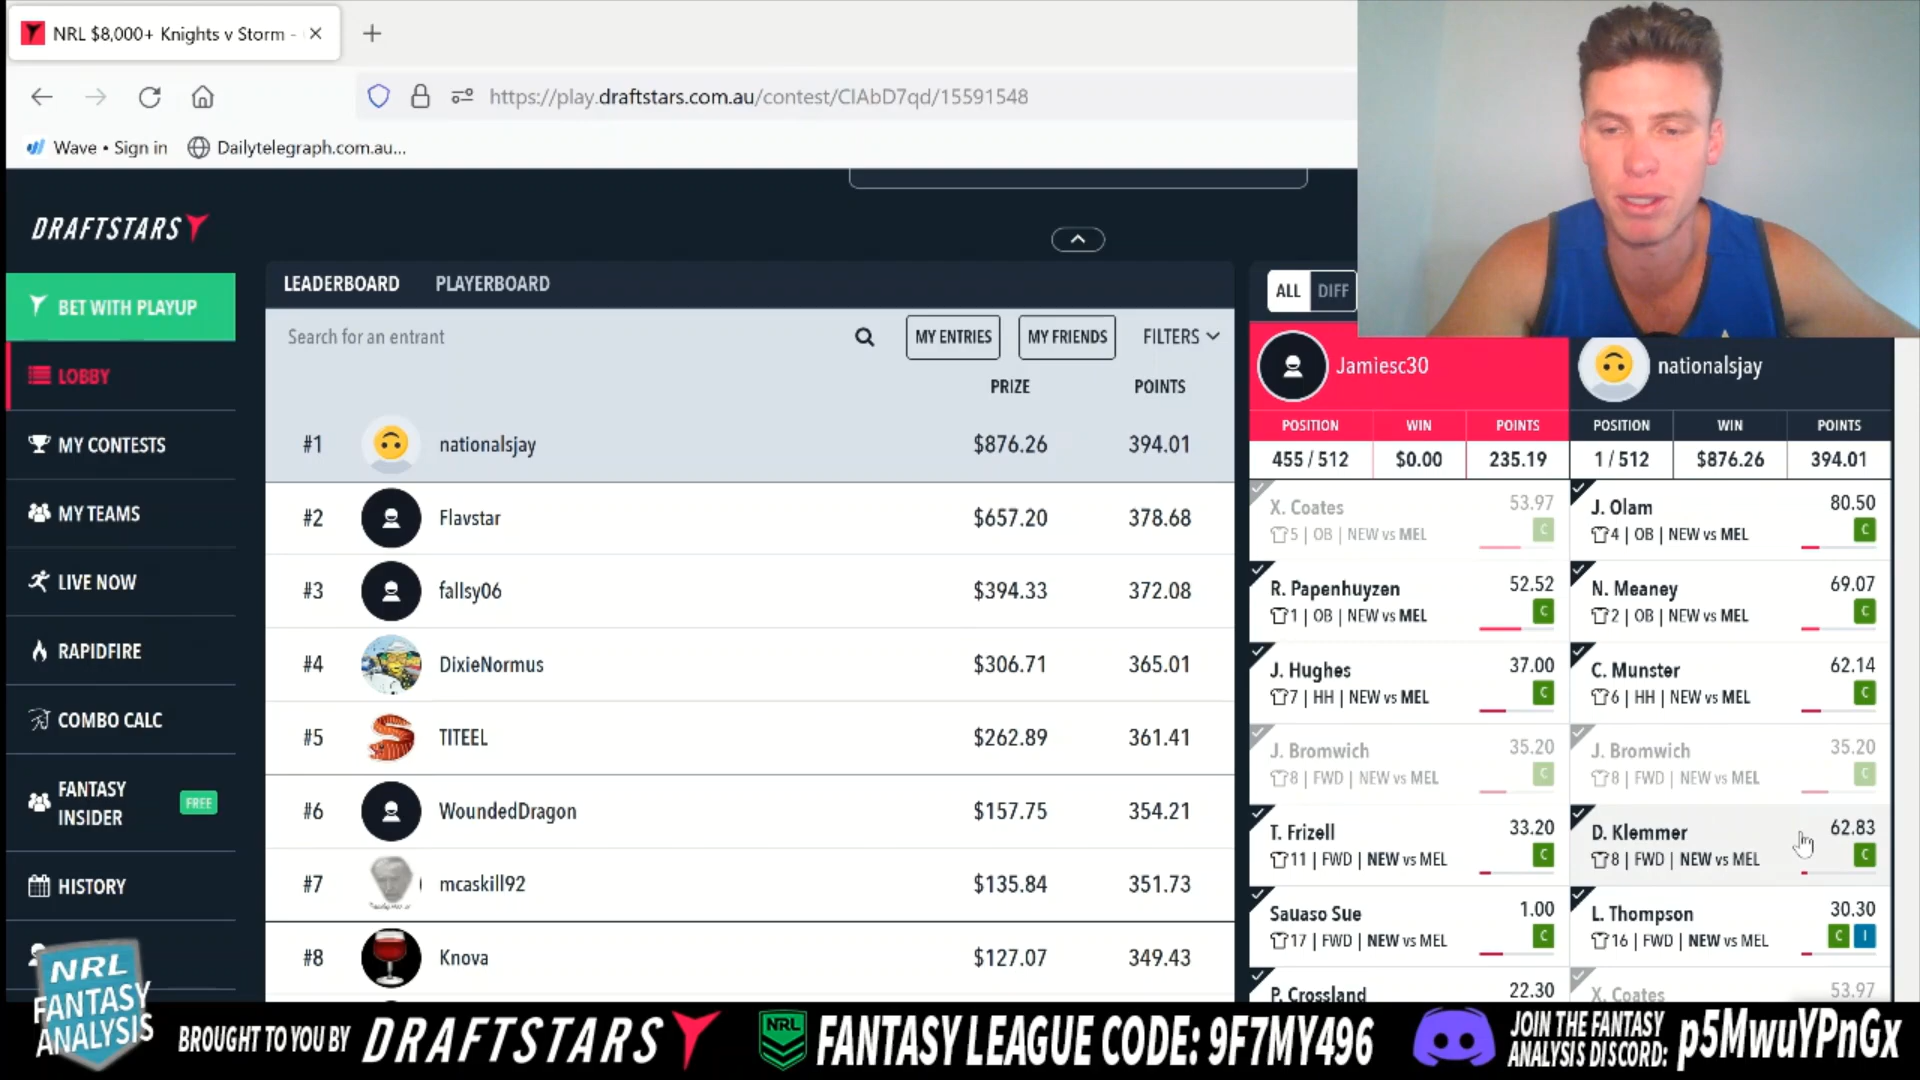 NRL $8,000+ Knights v Storm -
https://play.draftstars.com.au/contest/ClAbD7qd/15591548
Wave • Sign in
Dailytelegraph.com.au...
DRAFTSTARS
BET WITH PLAYUP
LOBBY
MY CONTESTS
MY TEAMS
LIVE NOW
RAPIDFIRE
COMBO CALC
FANTASY
INSIDER
FREE
HISTORY
LEADERBOARD PLAYERBOARD
Search for an entrant
MY ENTRIES
MY FRIENDS
FILTERS
PRIZE POINTS
#1 nationalsjay $876.26 394.01
#2 Flavstar $657.20 378.68
#3 fallsy06 $394.33 372.08
#4 DixieNormus $306.71 365.01
#5 TITEEL $262.89 361.41
#6 WoundedDragon $157.75 354.21
#7 mcaskill92 $135.84 351.73
#8 Knova $127.07 349.43
ALL DIFF
Jamiesc30
POSITION WIN POINTS
455 / 512 $0.00 235.19
X. Coates 53.97
5 | OB | NEW vs MEL C
R. Papenhuyzen 52.52
1 | OB | NEW vs MEL C
J. Hughes 37.00
7 | HH | NEW vs MEL C
J. Bromwich 35.20
8 | FWD | NEW vs MEL C
T. Frizell 33.20
11 | FWD | NEW vs MEL C
Sauaso Sue 1.00
17 | FWD | NEW vs MEL C
P. Crossland 22.30
nationalsjay
POSITION WIN POINTS
1 / 512 $876.26 394.01
J. Olam 80.50
4 | OB | NEW vs MEL C
N. Meaney 69.07
2 | OB | NEW vs MEL C
C. Munster 62.14
6 | HH | NEW vs MEL C
J. Bromwich 35.20
8 | FWD | NEW vs MEL C
D. Klemmer 62.83
8 | FWD | NEW vs MEL C
L. Thompson 30.30
16 | FWD | NEW vs MEL C I
X. Coates 53.97
NRL
FANTASY
ANALYSIS
BROUGHT TO YOU BY DRAFTSTARS
NRL
FANTASY LEAGUE CODE: 9F7MY496
JOIN THE FANTASY
ANALYSIS DISCORD: p5MwuYPnGx